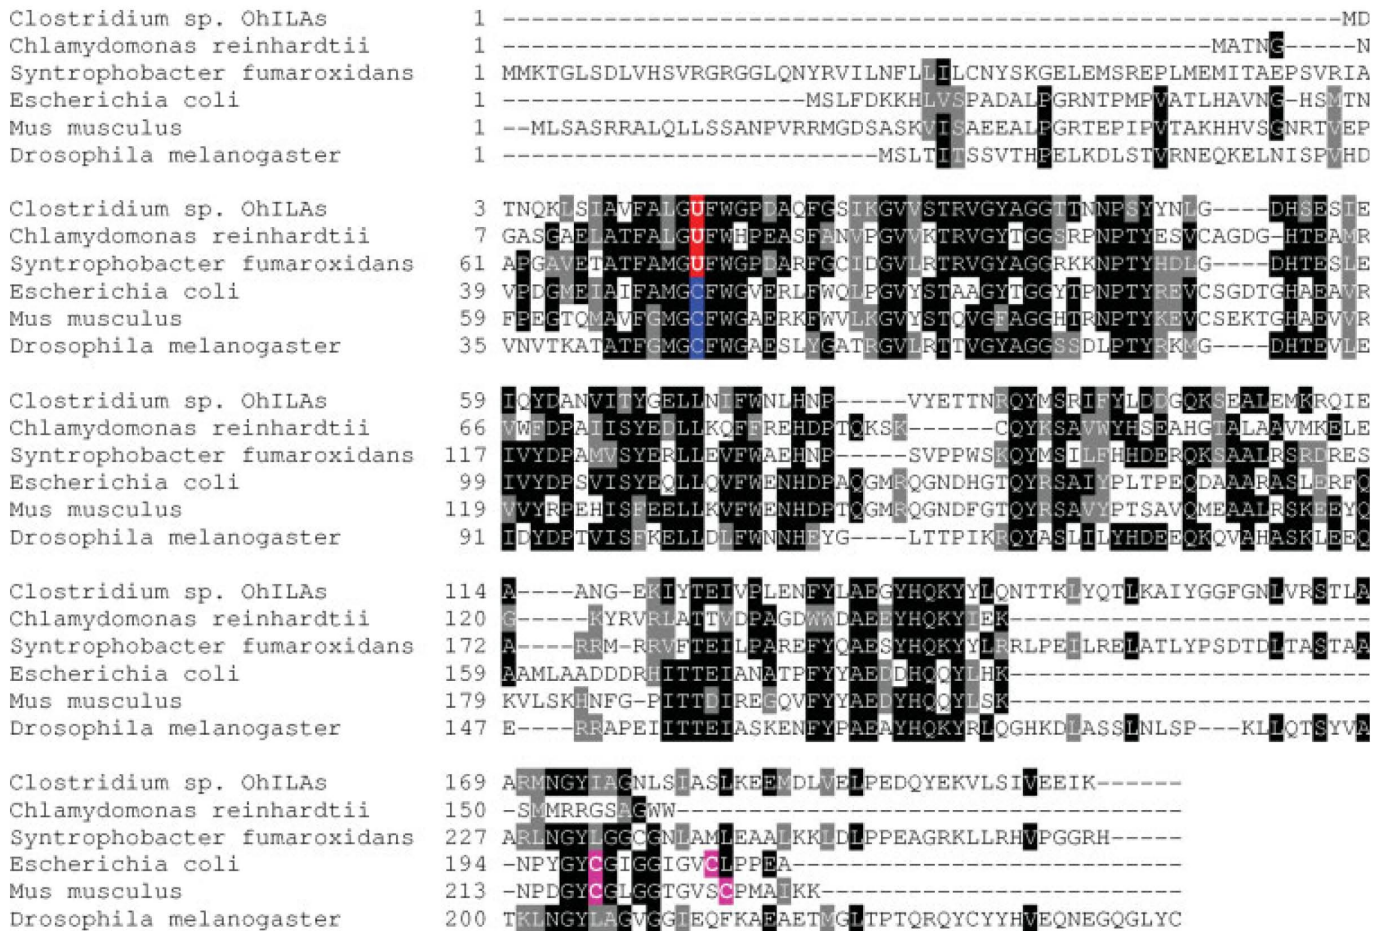 Clostridium sp. OhILAs 1 ----------------------------------------------------------MD
Chlamydomonas reinhardtii 1 -------------------------------------------------MATNG-----N
Syntrophobacter fumaroxidans 1 MMKTGLSDLVHSVRGRGGLQNYRVILNFLLILCNYSKGELEMSREPLMEMITAEPSVRIA
Escherichia coli 1 ---------------------MSLFDKKHLVSPADALPGRNTPMPVATLHAVNG-HSMTN
Mus musculus 1 --MLSASRRALQLLSSANPVRRMGDSASKVISAEEALPGRTEPIPVTAKHHVSGNRTVEP
Drosophila melanogaster 1 --------------------------MSLTITSSVTHPELKDLSTVRNEQKELNISPVHD
Clostridium sp. OhILAs 3 TNQKLSIAVFALGUFWGPDAQFGSIKGVVSTRVGYAGGTTNNPSYYNLG----DHSESIE
Chlamydomonas reinhardtii 7 GASGAELATFALGUFWHPEASFANVPGVVKTRVGYTGGSRPNPTYESVCAGDG-HTEAMR
Syntrophobacter fumaroxidans 61 APGAVETATFAMGUFWGPDARFGCIDGVLRTRVGYAGGRKKNPTYHDLG----DHTESLE
Escherichia coli 39 VPDGMEIAIFAMGCFWGVERLFWQLPGVYSTAAGYTGGYTPNPTYREVCSGDTGHAEAVR
Mus musculus 59 FPEGTQMAVFGMGCFWGAERKFWVLKGVYSTQVGFAGGHTRNPTYKEVCSEKTGHAEVVR
Drosophila melanogaster 35 VNVTKATATFGMGCFWGAESLYGATRGVLRTTVGYAGGSSDLPTYRKMG----DHTEVLE
Clostridium sp. OhILAs 59 IQYDANVITYGELLNIFWNLHNP-----VYETTNRQYMSRIFYLDDGQKSEALEMKRQIE
Chlamydomonas reinhardtii 66 VWFDPAIISYEDLLKQFFREHDPTQKSK------CQYKSAVWYHSEAHGTALAAVMKELE
Syntrophobacter fumaroxidans 117 IVYDPAMVSYERLLEVFWAEHNP-----SVPPWSKQYMSILFHHDERQKSAALRSRDRES
Escherichia coli 99 IVYDPSVISYEQLLQVFWENHDPAQGMRQGNDHGTQYRSAIYPLTPEQDAAARASLERFQ
Mus musculus 119 VVYRPEHISFEELLKVFWENHDPTQGMRQGNDFGTQYRSAVYPTSAVQMEAALRSKEEYQ
Drosophila melanogaster 91 IDYDPTVISFKELLDLFWNNHEYG----LTTPIKRQYASLILYHDEEQKQVAHASKLEEQ
Clostridium sp. OhILAs 114 A----ANG-EKIYTEIVPLENFYLAEGYHQKYYLQNTTKLYQTLKAIYGGFGNLVRSTLA
Chlamydomonas reinhardtii 120 G-----KYRVRLATTVDPAGDWWDAEEYHQKYIEK-------------------------
Syntrophobacter fumaroxidans 172 A----RRM-RRVFTEILPAREFYQAESYHQKYYLRRLPEILRELATLYPSDTDLTASTAA
Escherichia coli 159 AAMLAADDDRHITTEIANATPFYYAEDDHQQYLHK-------------------------
Mus musculus 179 KVLSKHNFG-PITTDIREGQVFYYAEDYHQQYLSK-------------------------
Drosophila melanogaster 147 E----RRAPEIITTEIASKENFYPAEAYHQKYRLQGHKDLASSLNLSP---KLLQTSYVA
Clostridium sp. OhILAs 169 ARMNGYIAGNLSIASLKEEMDLVELPEDQYEKVLSIVEEIK------
Chlamydomonas reinhardtii 150 -SMMRRGSAGWW-----------------------------------
Syntrophobacter fumaroxidans 227 ARLNGYLGGCGNLAMLEAALKKLDLPPEAGRKLLRHVPGGRH-----
Escherichia coli 194 -NPYGYCGIGGIGVCLPPEA---------------------------
Mus musculus 213 -NPDGYCGLGGTGVSCPMAIKK-------------------------
Drosophila melanogaster 200 TKLNGYLAGVGGIEQFKAEAETMGLTPTQRQYCYYHVEQNEGQGLYC